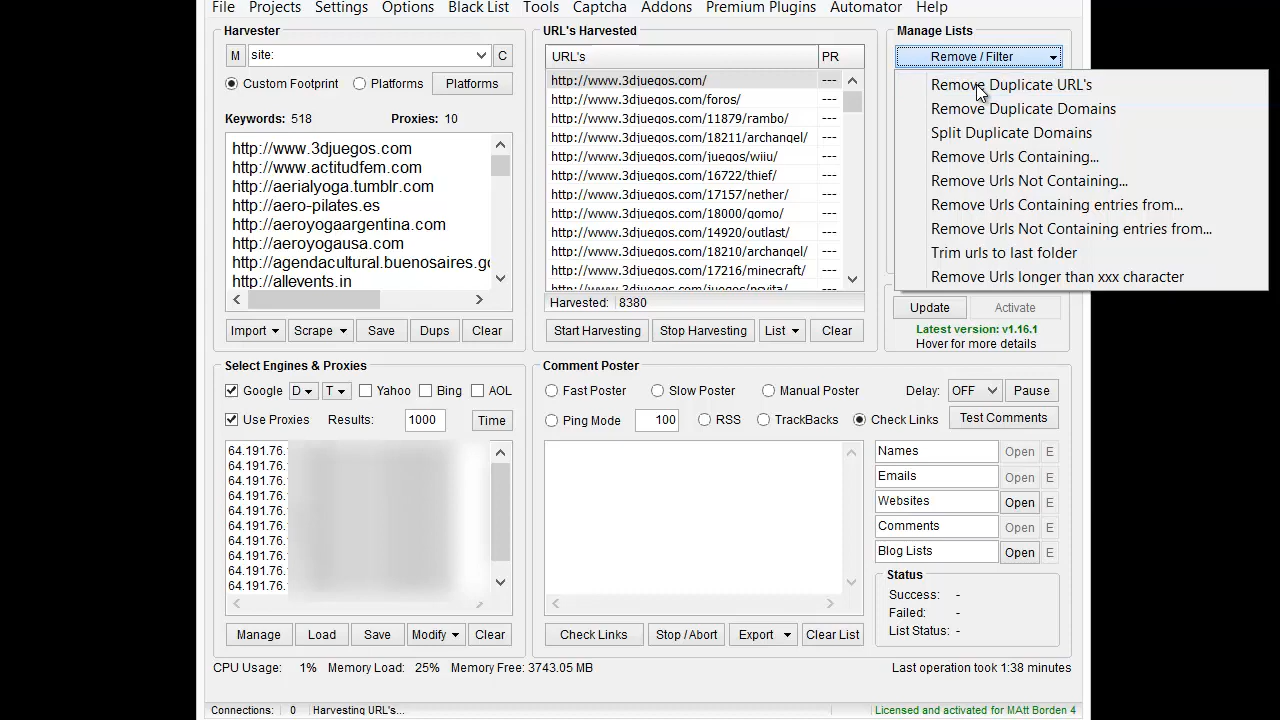 File Projects Settings Options Black List Tools Captcha Addons Premium Plugins Automator Help
Harvester
M site: C
Custom Footprint Platforms Platforms
Keywords: 518 Proxies: 10
http://www.3djuegos.com
http://www.actitudfem.com
http://aerialyoga.tumblr.com
http://aero-pilates.es
http://aeroyogaargentina.com
http://aeroyogausa.com
http://agendacultural.buenosaires.gc
http://allevents.in
Import Scrape Save Dups Clear
URL's Harvested
URL's PR
http://www.3djuegos.com/ ---
http://www.3djuegos.com/foros/ ---
http://www.3djuegos.com/11879/rambo/ ---
http://www.3djuegos.com/18211/archangel/ ---
http://www.3djuegos.com/juegos/wiiu/ ---
http://www.3djuegos.com/16722/thief/ ---
http://www.3djuegos.com/17157/nether/ ---
http://www.3djuegos.com/18000/gomo/ ---
http://www.3djuegos.com/14920/outlast/ ---
http://www.3djuegos.com/18210/archangel/ ---
http://www.3djuegos.com/17216/minecraft/ ---
http://www.3djuegos.com/juegos/psvita/ ---
Harvested: 8380
Start Harvesting Stop Harvesting List Clear
Manage Lists
Remove / Filter
Remove Duplicate URL's
Remove Duplicate Domains
Split Duplicate Domains
Remove Urls Containing...
Remove Urls Not Containing...
Remove Urls Containing entries from...
Remove Urls Not Containing entries from...
Trim urls to last folder
Remove Urls longer than xxx character
Update Activate
Latest version: v1.16.1
Hover for more details
Select Engines & Proxies
Google D T Yahoo Bing AOL
Use Proxies Results: 1000 Time
64.191.76.
64.191.76.
64.191.76.
64.191.76.
64.191.76.
64.191.76.
64.191.76.
64.191.76.
64.191.76.
64.191.76.
Manage Load Save Modify Clear
Comment Poster
Fast Poster Slow Poster Manual Poster Delay: OFF Pause
Ping Mode 100 RSS TrackBacks Check Links Test Comments
Names Open E
Emails Open E
Websites Open E
Comments Open E
Blog Lists Open E
Status
Success: -
Failed: -
List Status: -
Check Links Stop / Abort Export Clear List
CPU Usage: 1% Memory Load: 25% Memory Free: 3743.05 MB Last operation took 1:38 minutes
Connections: 0 Harvesting URL's... Licensed and activated for MAtt Borden 4